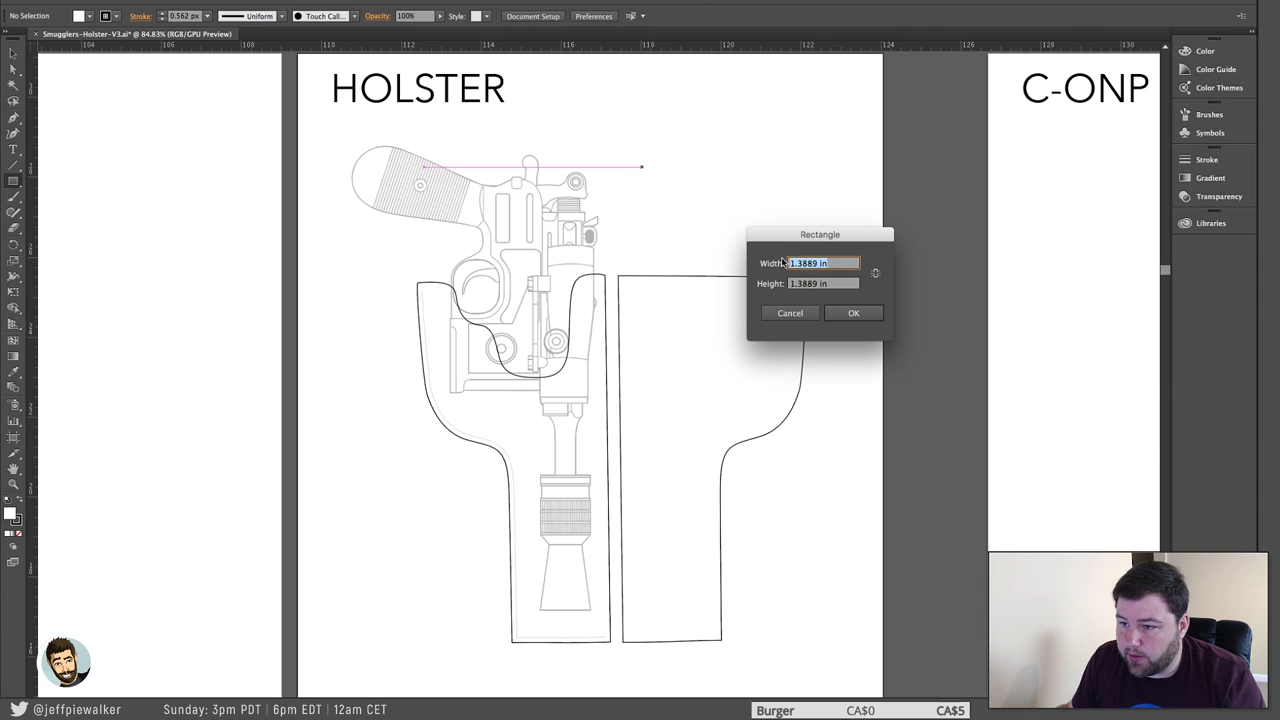 No Selection
Stroke:
0.562 px
Uniform
Touch Call...
Opacity:
100%
Style:
Document Setup
Preferences
× Smugglers-Holster-V3.ai* @ 84.83% (RGB/GPU Preview)
104
106
108
110
112
114
116
118
120
122
124
126
128
130
HOLSTER
C-ONP
Color
Color Guide
Color Themes
Brushes
Symbols
Stroke
Gradient
Transparency
Libraries
Rectangle
Width:
1.3889 in
Height:
1.3889 in
Cancel
OK
@jeffpiewalker
Sunday: 3pm PDT | 6pm EDT | 12am CET
Burger
CA$0
CA$5